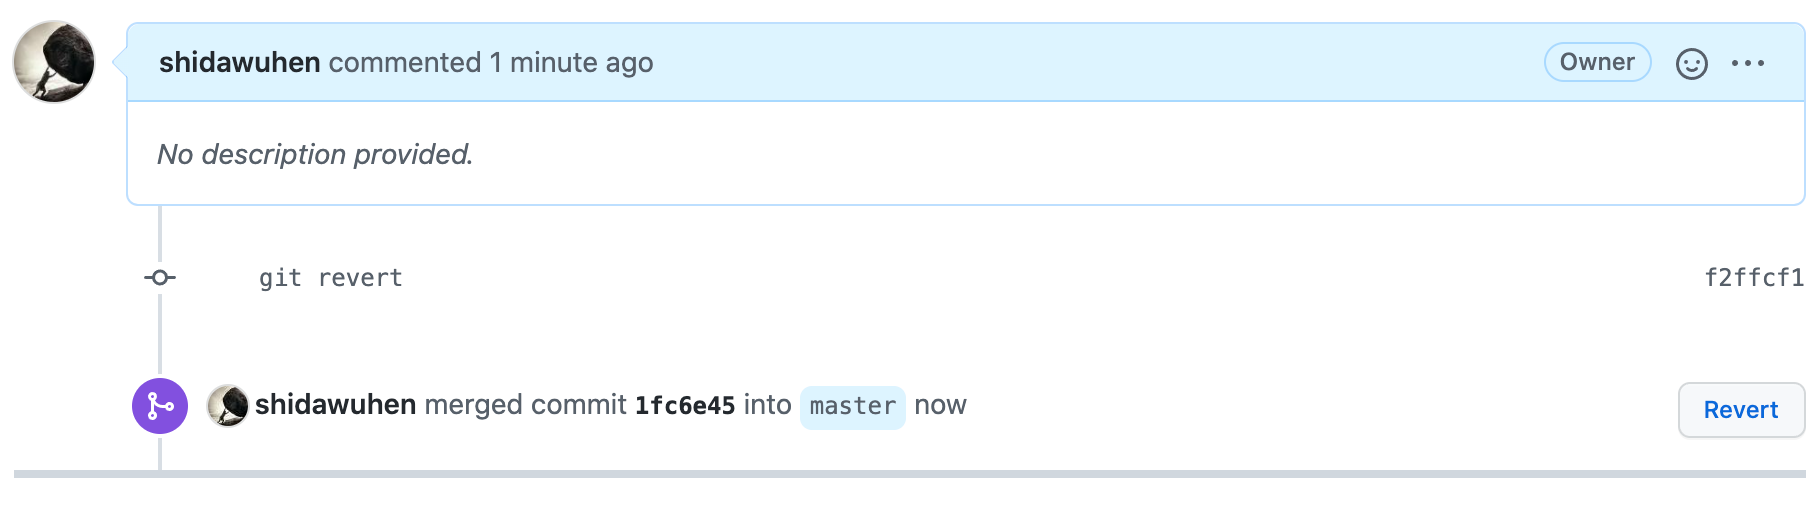 shidawuhen commented 1 minute ago Owner
No description provided.
git revert f2ffcf1
shidawuhen merged commit 1fc6e45 into master now Revert